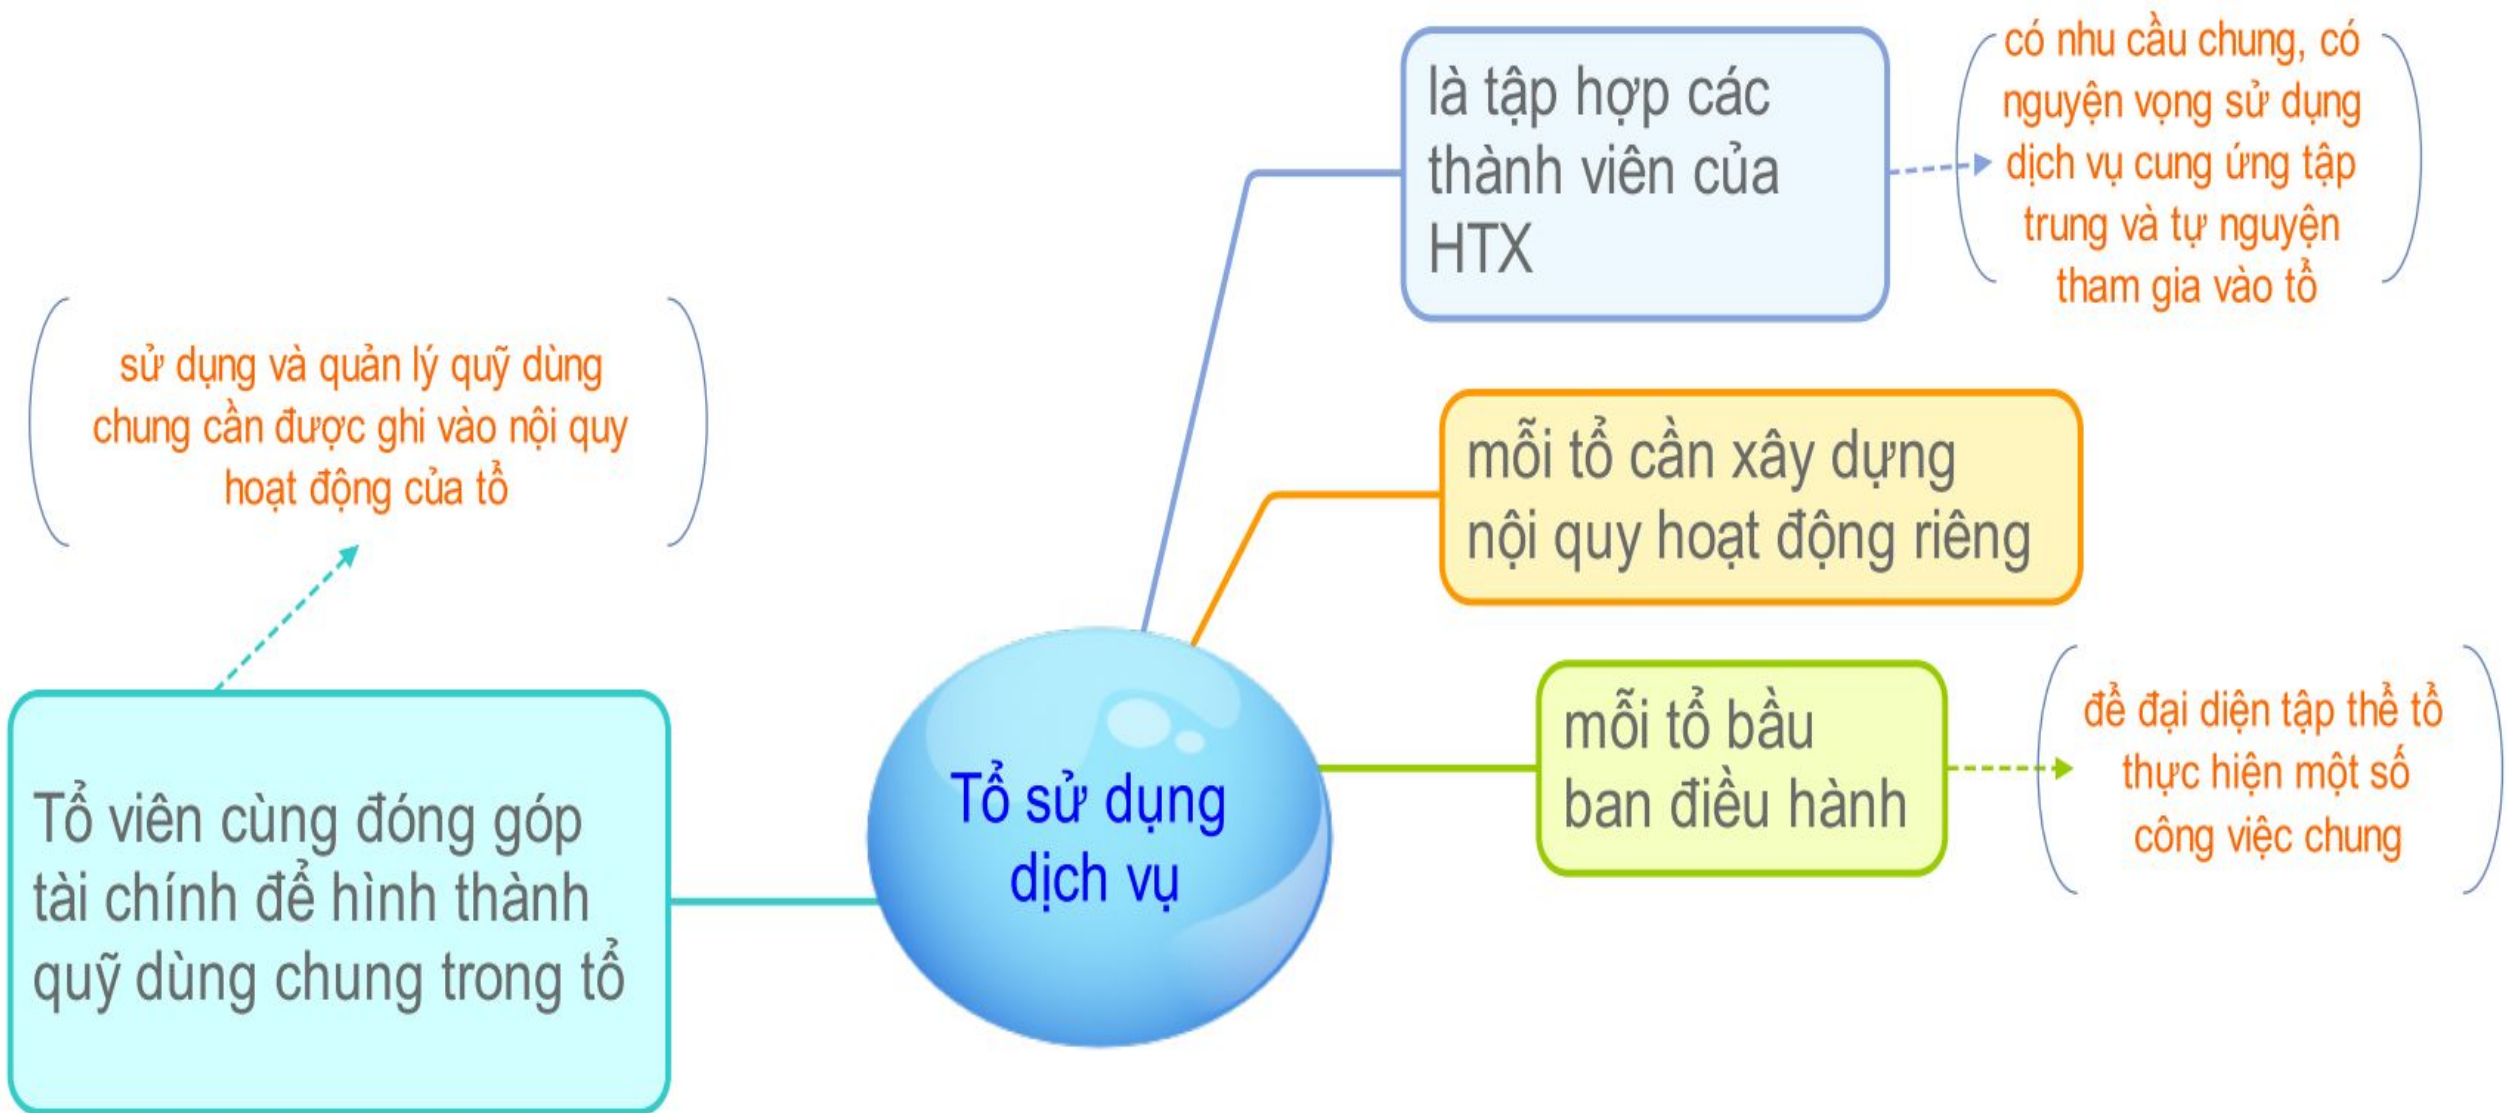 là tập hợp các
thành viên của
HTX
có nhu cầu chung, có
nguyện vọng sử dụng
dịch vụ cung ứng tập
trung và tự nguyện
tham gia vào tổ
mỗi tổ cần xây dựng
nội quy hoạt động riêng
mỗi tổ bầu
ban điều hành
để đại diện tập thể tổ
thực hiện một số
công việc chung
Tổ sử dụng
dịch vụ
sử dụng và quản lý quỹ dùng
chung cần được ghi vào nội quy
hoạt động của tổ
Tổ viên cùng đóng góp
tài chính để hình thành
quỹ dùng chung trong tổ